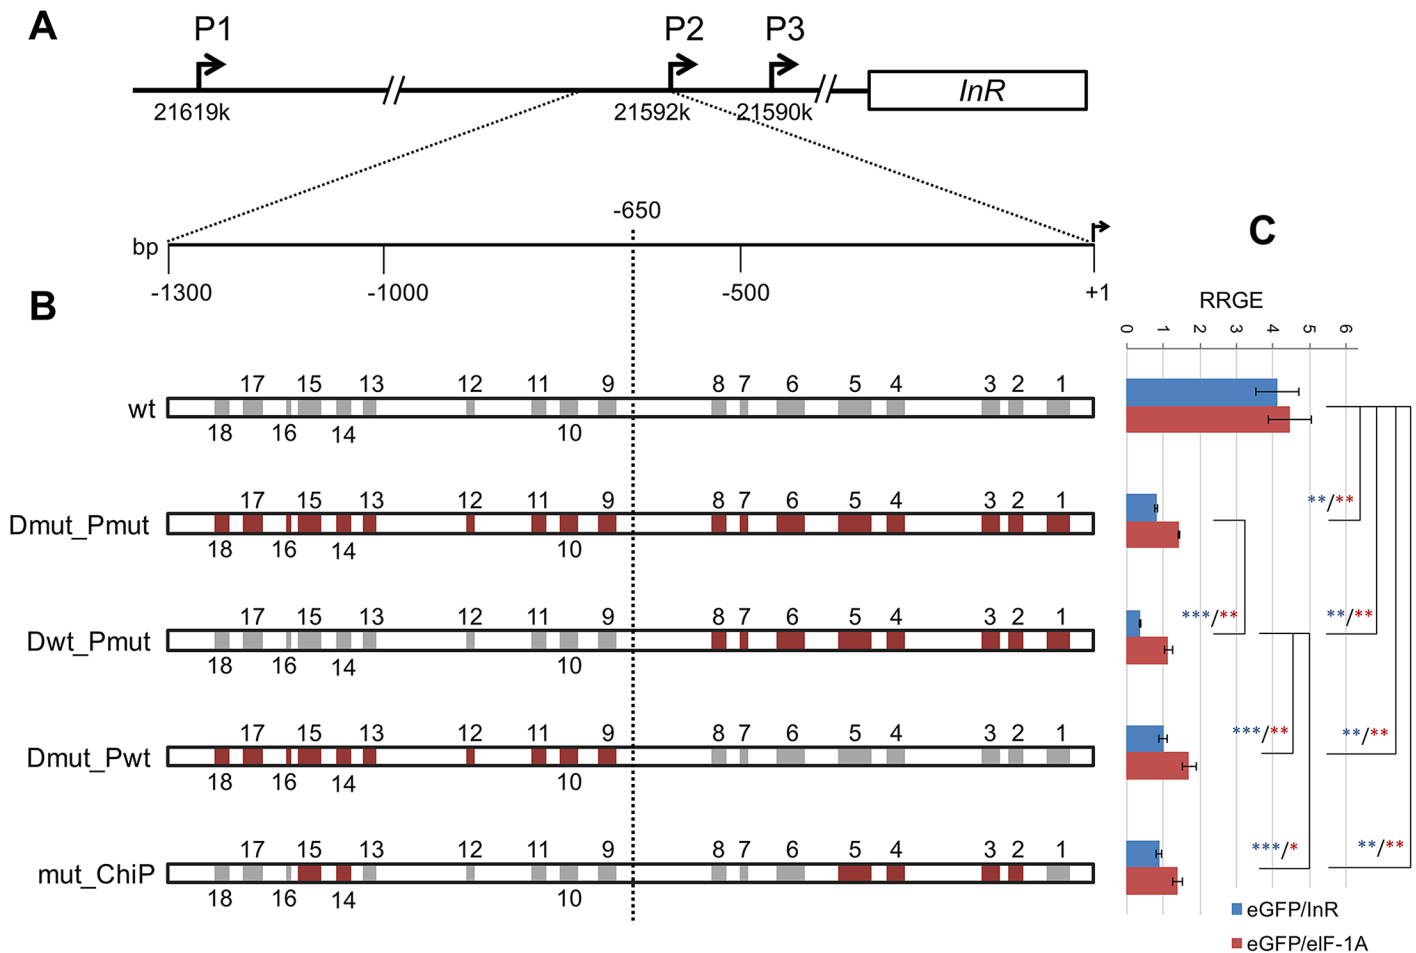 A
P1 P2 P3
InR
21619k 21592k 21590k
-650
C
bp
-1300 -1000 -500 +1
B
RRGE
0 1 2 3 4 5 6
17 15 13 12 11 9 8 7 6 5 4 3 2 1
wt
18 16 14 10
17 15 13 12 11 9 8 7 6 5 4 3 2 1
**/**
Dmut_Pmut
18 16 14 10
17 15 13 12 11 9 8 7 6 5 4 3 2 1
***/** **/**
Dwt_Pmut
18 16 14 10
17 15 13 12 11 9 8 7 6 5 4 3 2 1
***/** **/**
Dmut_Pwt
18 16 14 10
17 15 13 12 11 9 8 7 6 5 4 3 2 1
***/* **/**
mut_ChiP
18 16 14 10
eGFP/InR
eGFP/eIF-1A